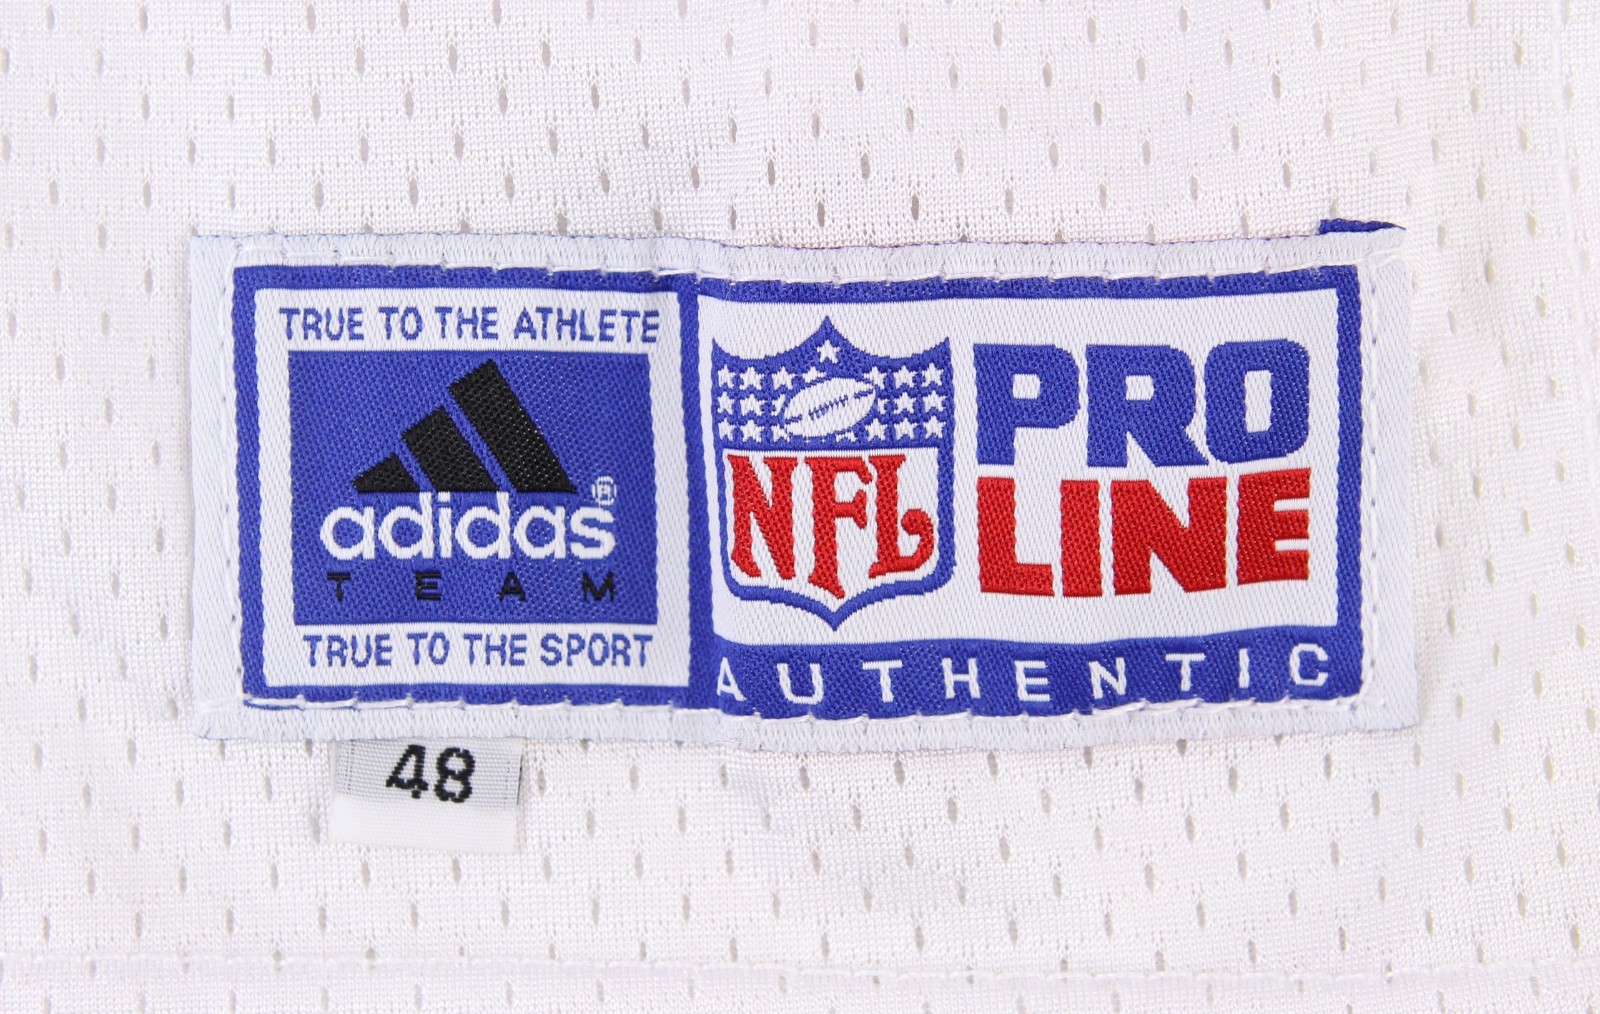 TRUE TO THE ATHLETE
adidas®
TEAM
TRUE TO THE SPORT
NFL
PRO
LINE
AUTHENTIC
48